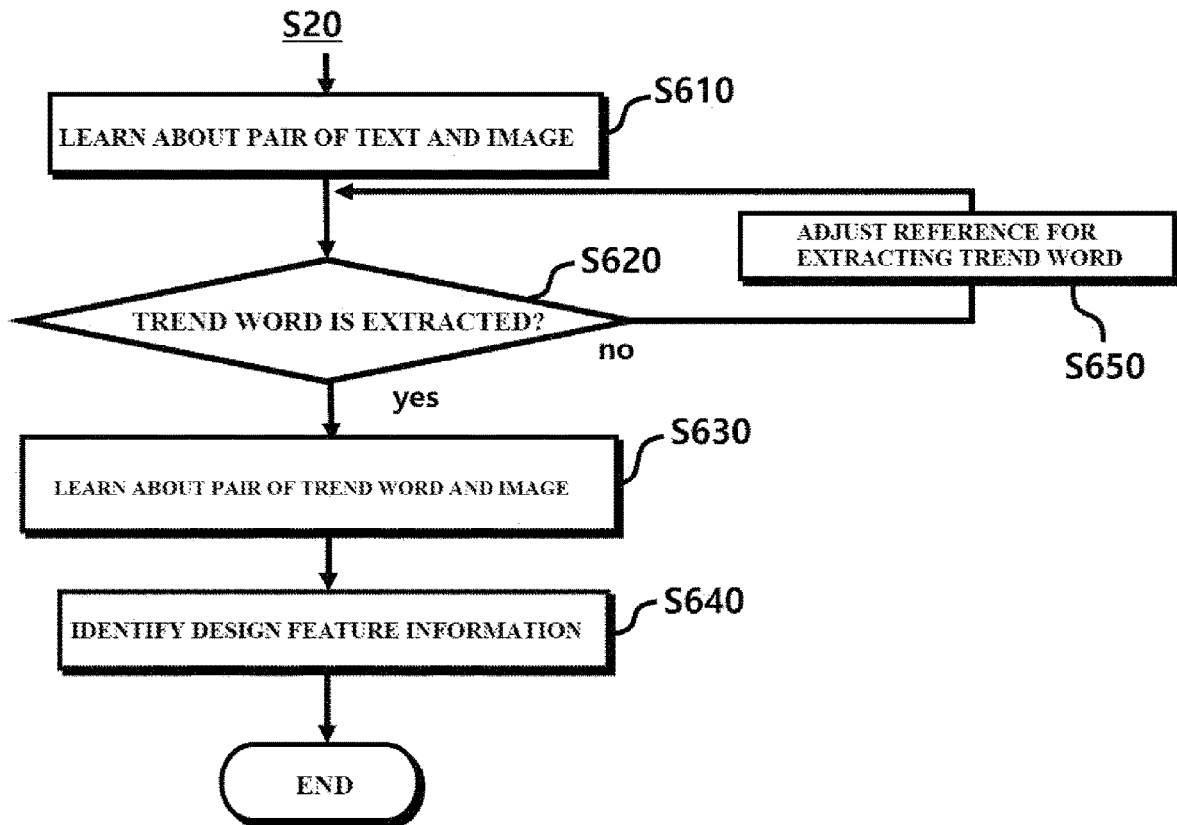 S20
S610
LEARN ABOUT PAIR OF TEXT AND IMAGE
ADJUST REFERENCE FOR
EXTRACTING TREND WORD
S650
S620
TREND WORD IS EXTRACTED?
no
yes
S630
LEARN ABOUT PAIR OF TREND WORD AND IMAGE
S640
IDENTIFY DESIGN FEATURE INFORMATION
END